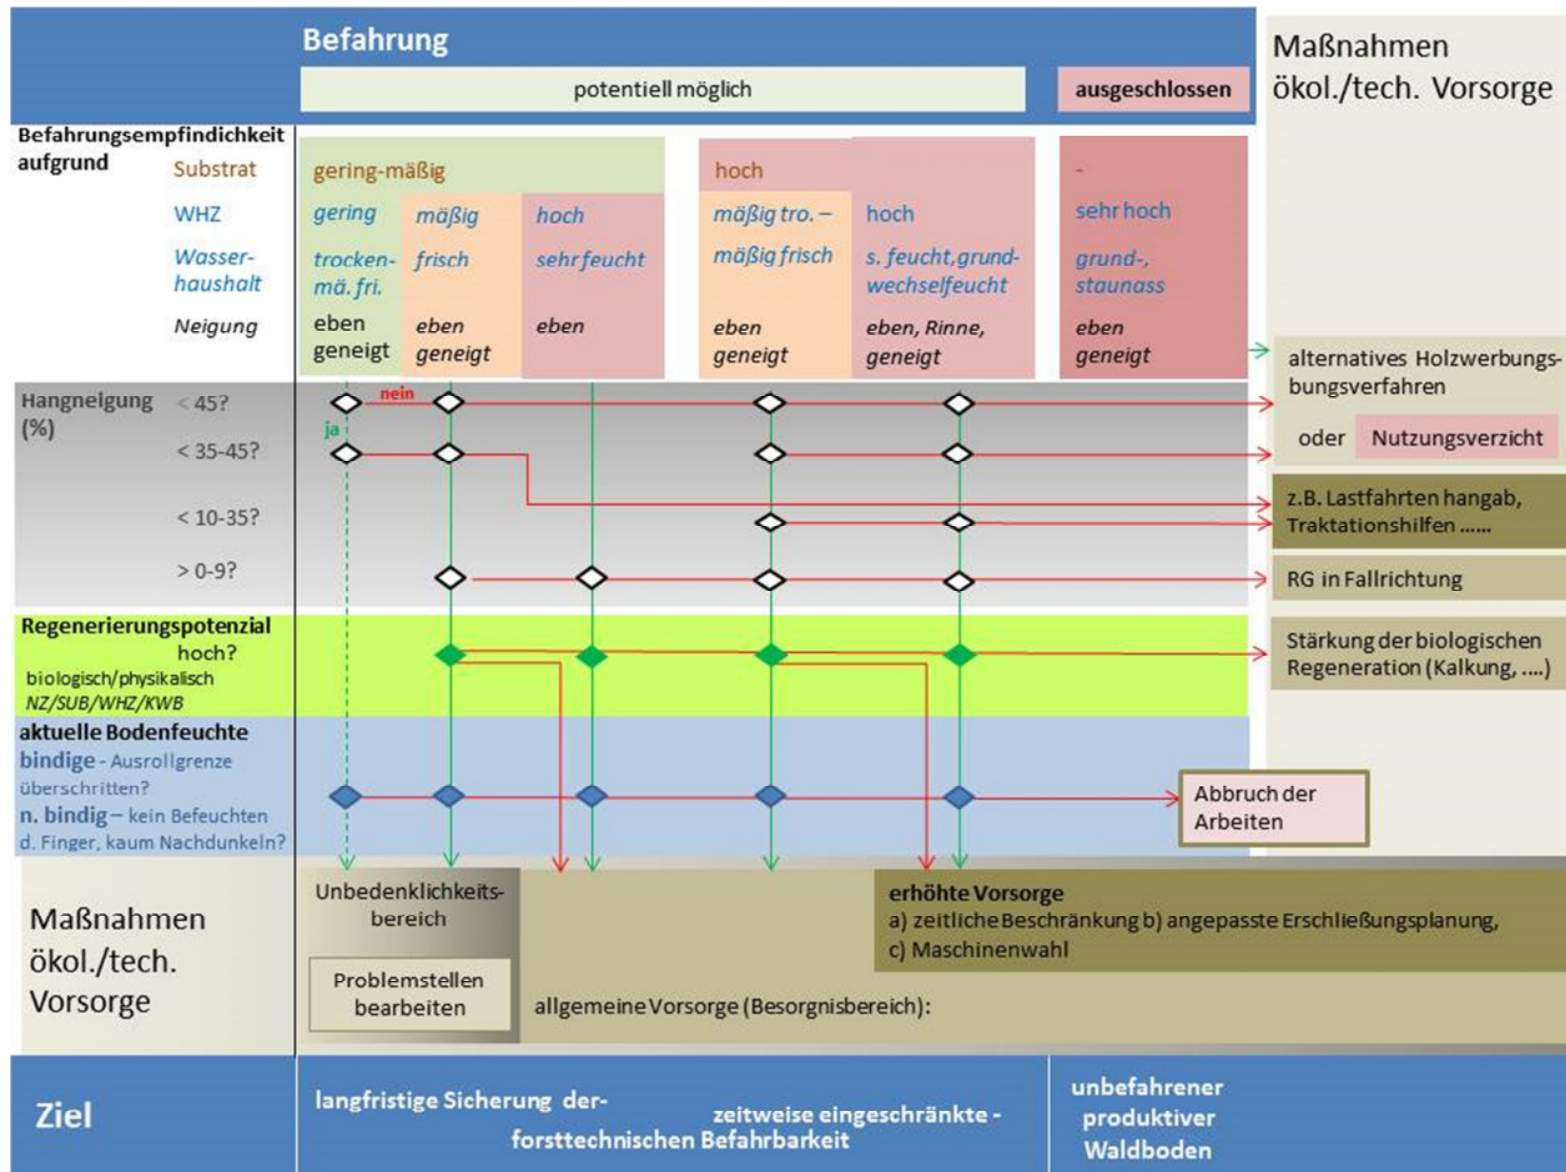 Befahrung
potentiell möglich
ausgeschlossen
Maßnahmen
ökol./tech. Vorsorge
Befahrungsempfindichkeit
aufgrund
Substrat
gering-mäßig
hoch
-
WHZ
gering
mäßig
hoch
mäßig tro. –
hoch
sehr hoch
Wasser-
haushalt
trocken-
mä. fri.
frisch
sehr feucht
mäßig frisch
s. feucht, grund-
wechselfeucht
grund-,
staunass
Neigung
eben
geneigt
eben
geneigt
eben
eben
geneigt
eben, Rinne,
geneigt
eben
geneigt
alternatives Holzwerbungs-
bungsverfahren
oder
Nutzungsverzicht
Hangneigung
(%)
< 45?
nein
ja
< 35-45?
< 10-35?
> 0-9?
z.B. Lastfahrten hangab,
Traktationshilfen ......
RG in Fallrichtung
Regenerierungspotenzial
hoch?
biologisch/physikalisch
NZ/SUB/WHZ/KWB
Stärkung der biologischen
Regeneration (Kalkung, ....)
aktuelle Bodenfeuchte
bindige - Ausrollgrenze
überschritten?
n. bindig – kein Befeuchten
d. Finger, kaum Nachdunkeln?
Abbruch der
Arbeiten
Maßnahmen
ökol./tech.
Vorsorge
Unbedenklichkeits-
bereich
Problemstellen
bearbeiten
allgemeine Vorsorge (Besorgnisbereich):
erhöhte Vorsorge
a) zeitliche Beschränkung b) angepasste Erschließungsplanung,
c) Maschinenwahl
Ziel
langfristige Sicherung der-
zeitweise eingeschränkte -
forsttechnischen Befahrbarkeit
unbefahrener
produktiver
Waldboden